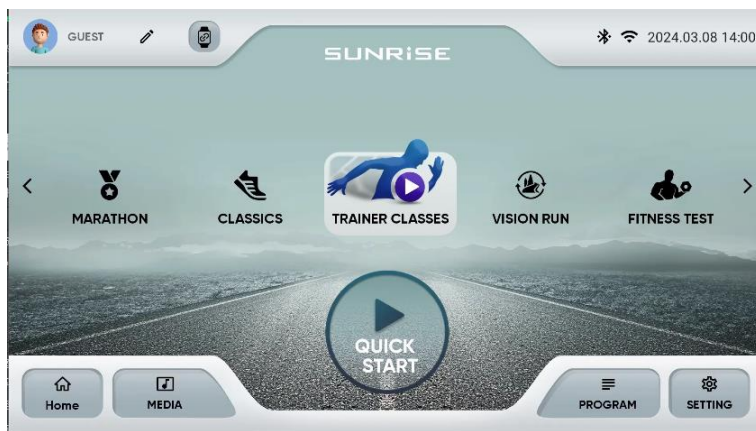 GUEST
SUNRiSE
2024.03.08 14:00
MARATHON
CLASSICS
TRAINER CLASSES
VISION RUN
FITNESS TEST
QUICK
START
Home
MEDIA
PROGRAM
SETTING